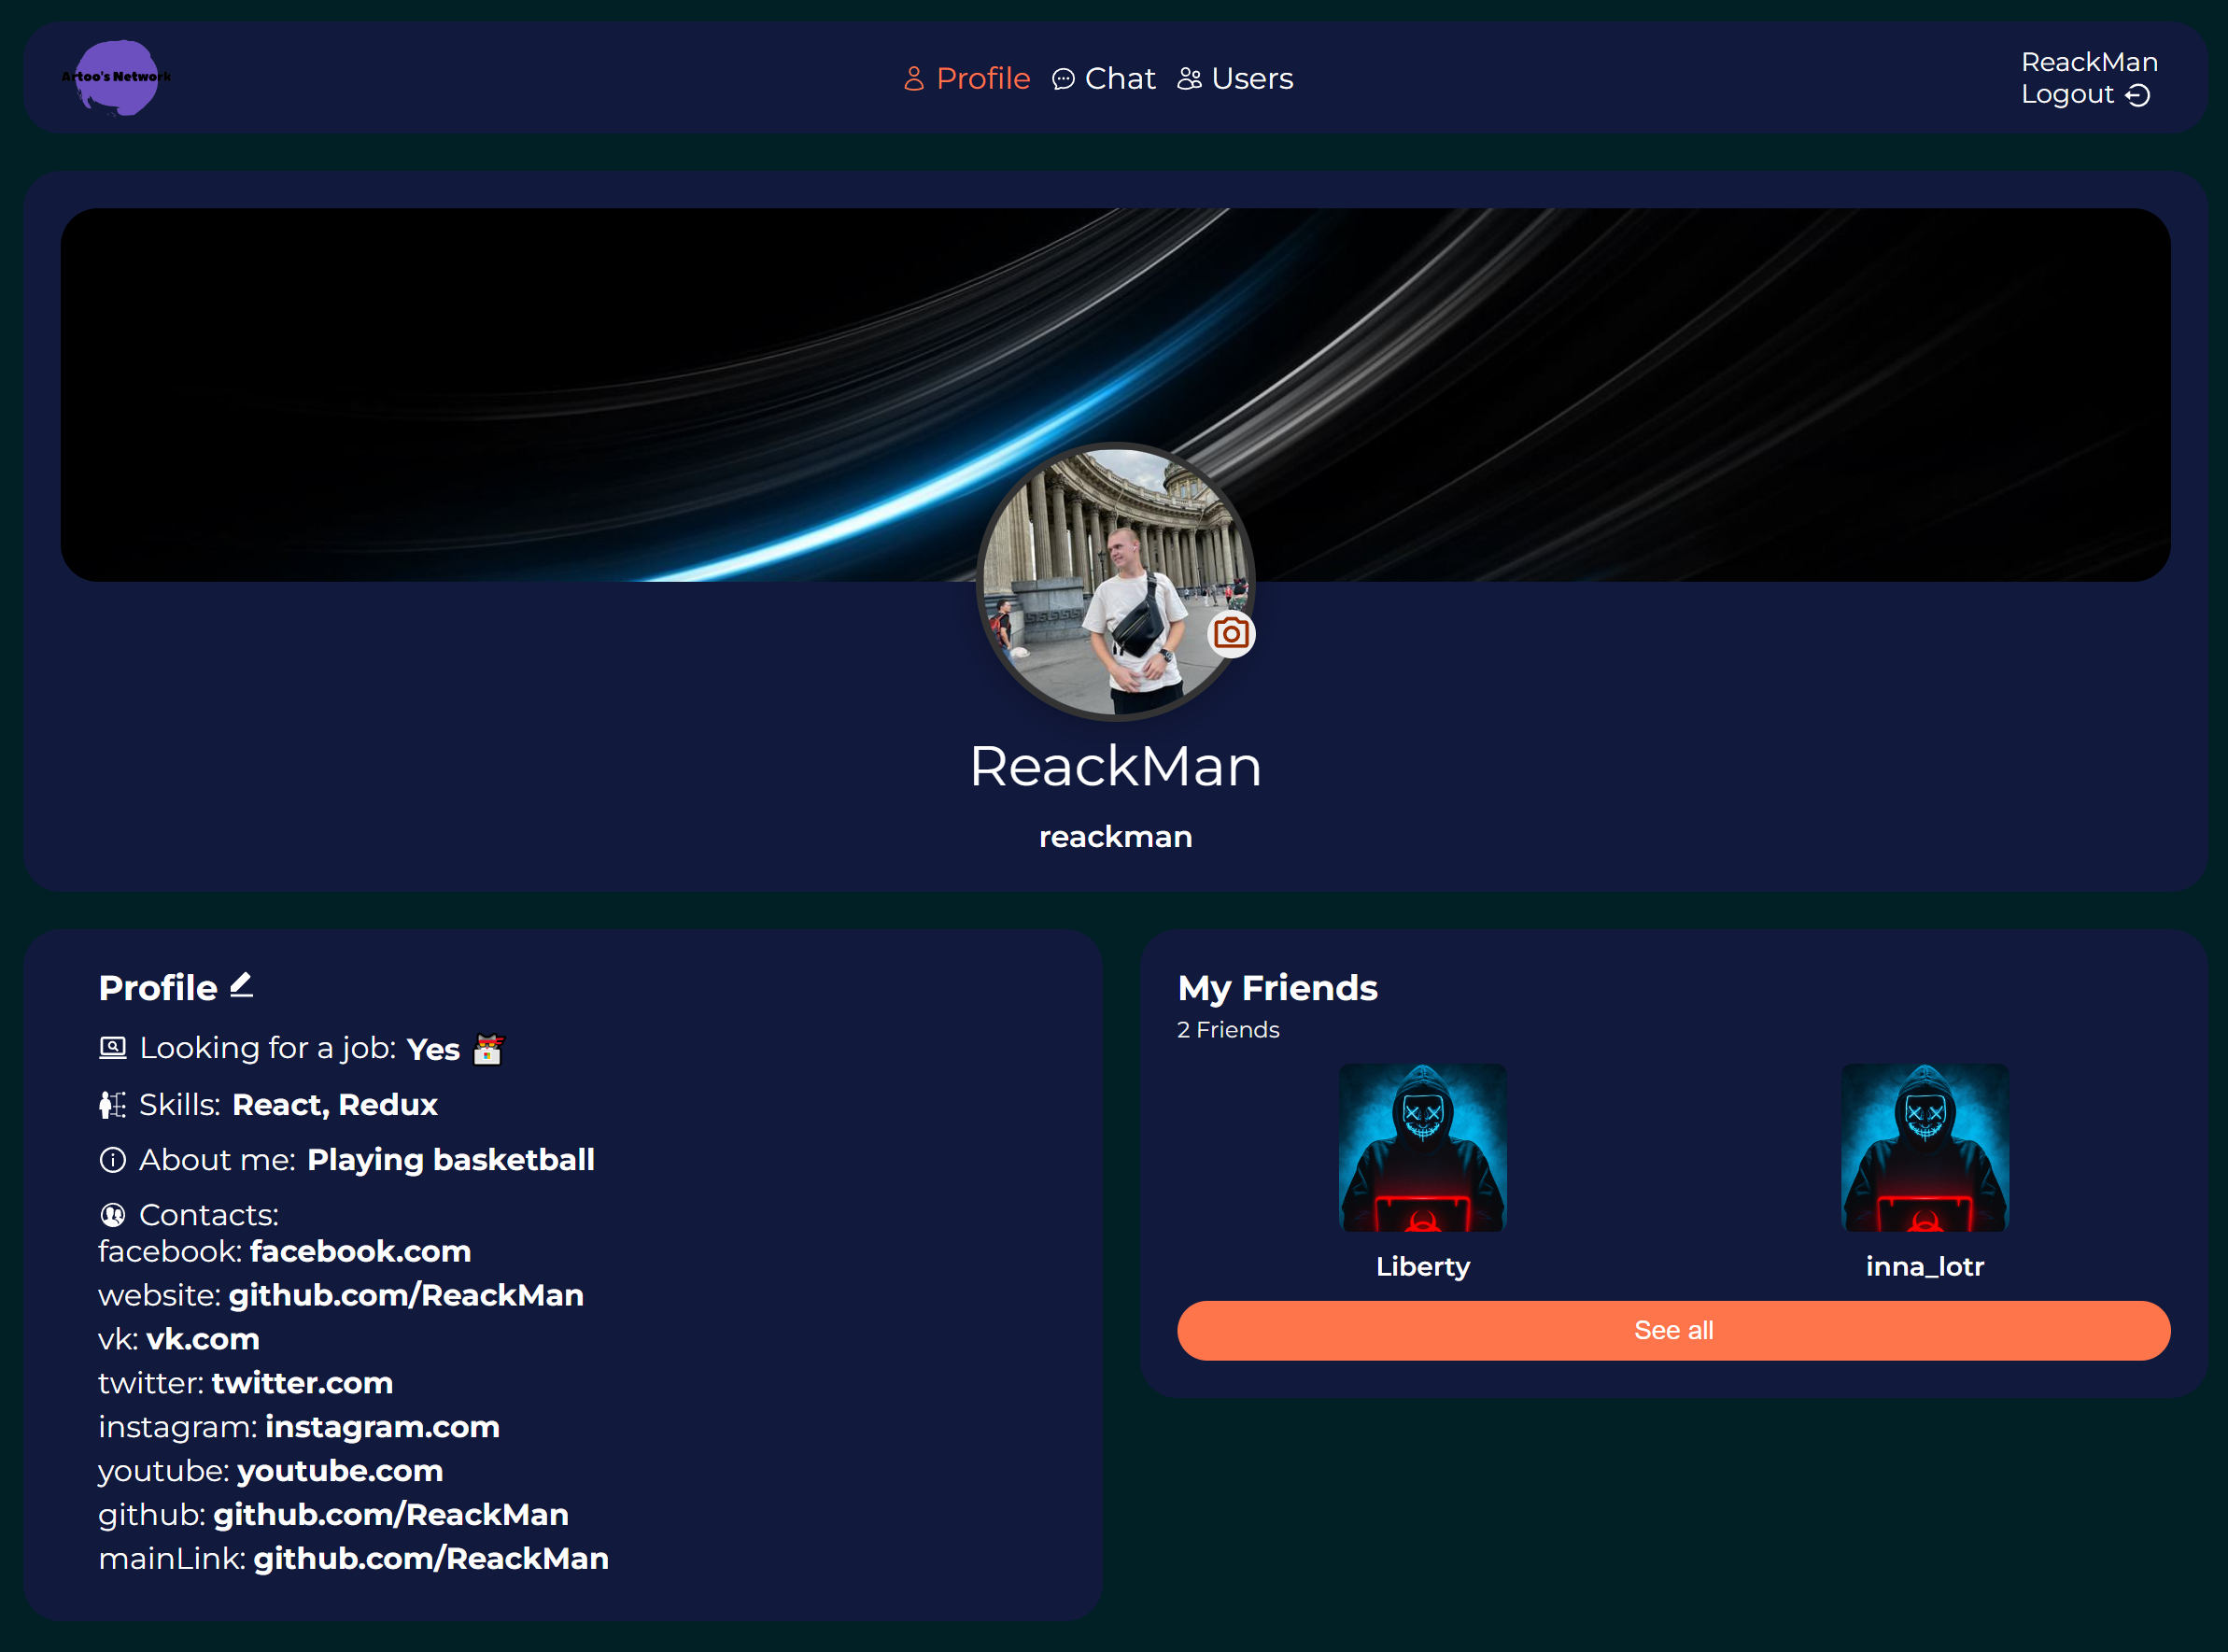 Artoo's Network
Profile
Chat
Users
ReackMan
Logout
ReackMan
reackman
Profile
Looking for a job: Yes
Skills: React, Redux
About me: Playing basketball
Contacts:
facebook: facebook.com
website: github.com/ReackMan
vk: vk.com
twitter: twitter.com
instagram: instagram.com
youtube: youtube.com
github: github.com/ReackMan
mainLink: github.com/ReackMan
My Friends
2 Friends
Liberty
inna_lotr
See all